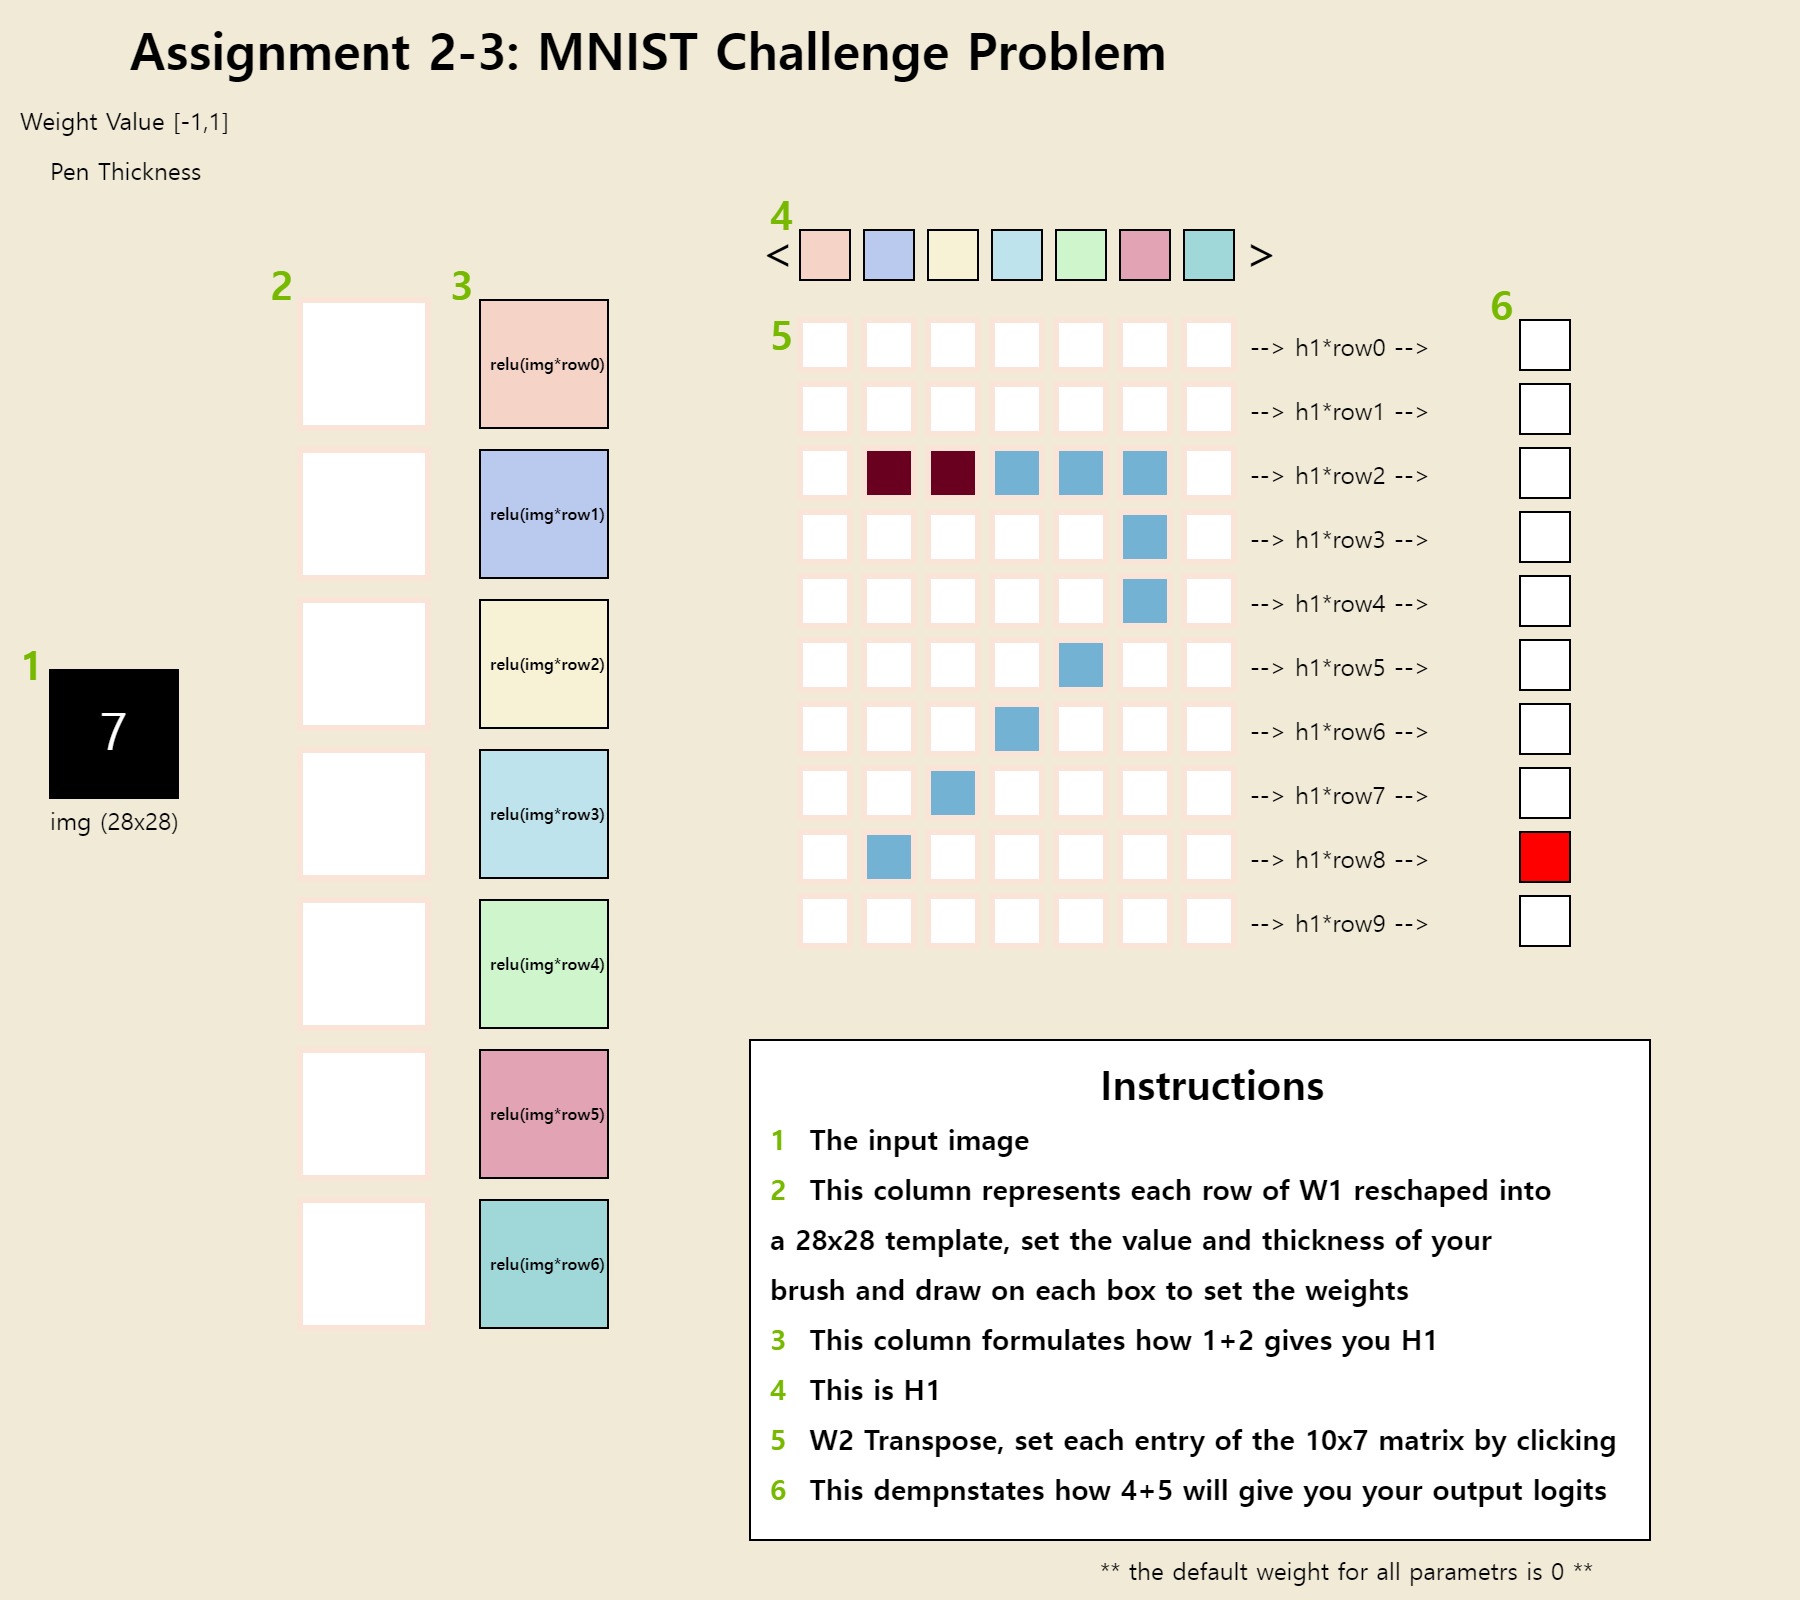 Assignment 2-3: MNIST Challenge Problem
Weight Value [-1,1]
Pen Thickness
4
< >
2
3
5
6
relu(img*row0)
relu(img*row1)
relu(img*row2)
relu(img*row3)
relu(img*row4)
relu(img*row5)
relu(img*row6)
1
7
img (28x28)
--> h1*row0 -->
--> h1*row1 -->
--> h1*row2 -->
--> h1*row3 -->
--> h1*row4 -->
--> h1*row5 -->
--> h1*row6 -->
--> h1*row7 -->
--> h1*row8 -->
--> h1*row9 -->
Instructions
1 The input image
2 This column represents each row of W1 reschaped into
a 28x28 template, set the value and thickness of your
brush and draw on each box to set the weights
3 This column formulates how 1+2 gives you H1
4 This is H1
5 W2 Transpose, set each entry of the 10x7 matrix by clicking
6 This dempnstates how 4+5 will give you your output logits
** the default weight for all parametrs is 0 **